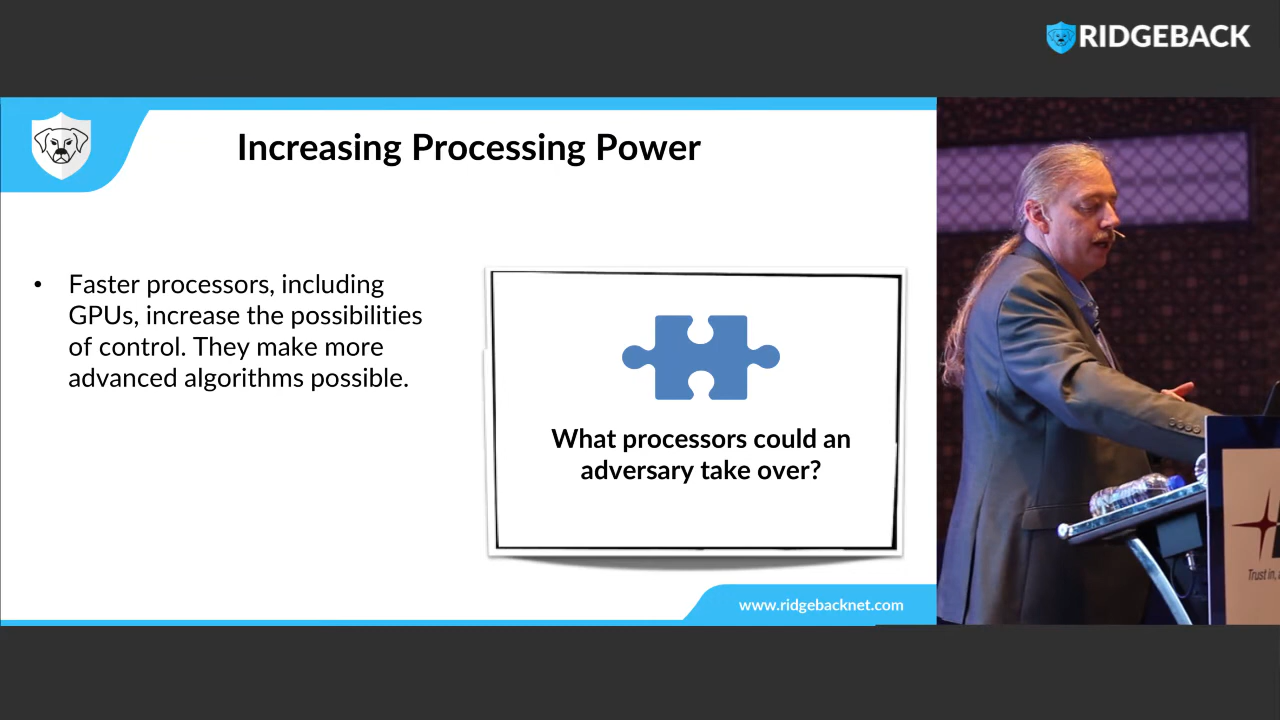 RIDGEBACK
Increasing Processing Power
• Faster processors, including
GPUs, increase the possibilities
of control. They make more
advanced algorithms possible.
What processors could an
adversary take over?
www.ridgebacknet.com
Trust in,